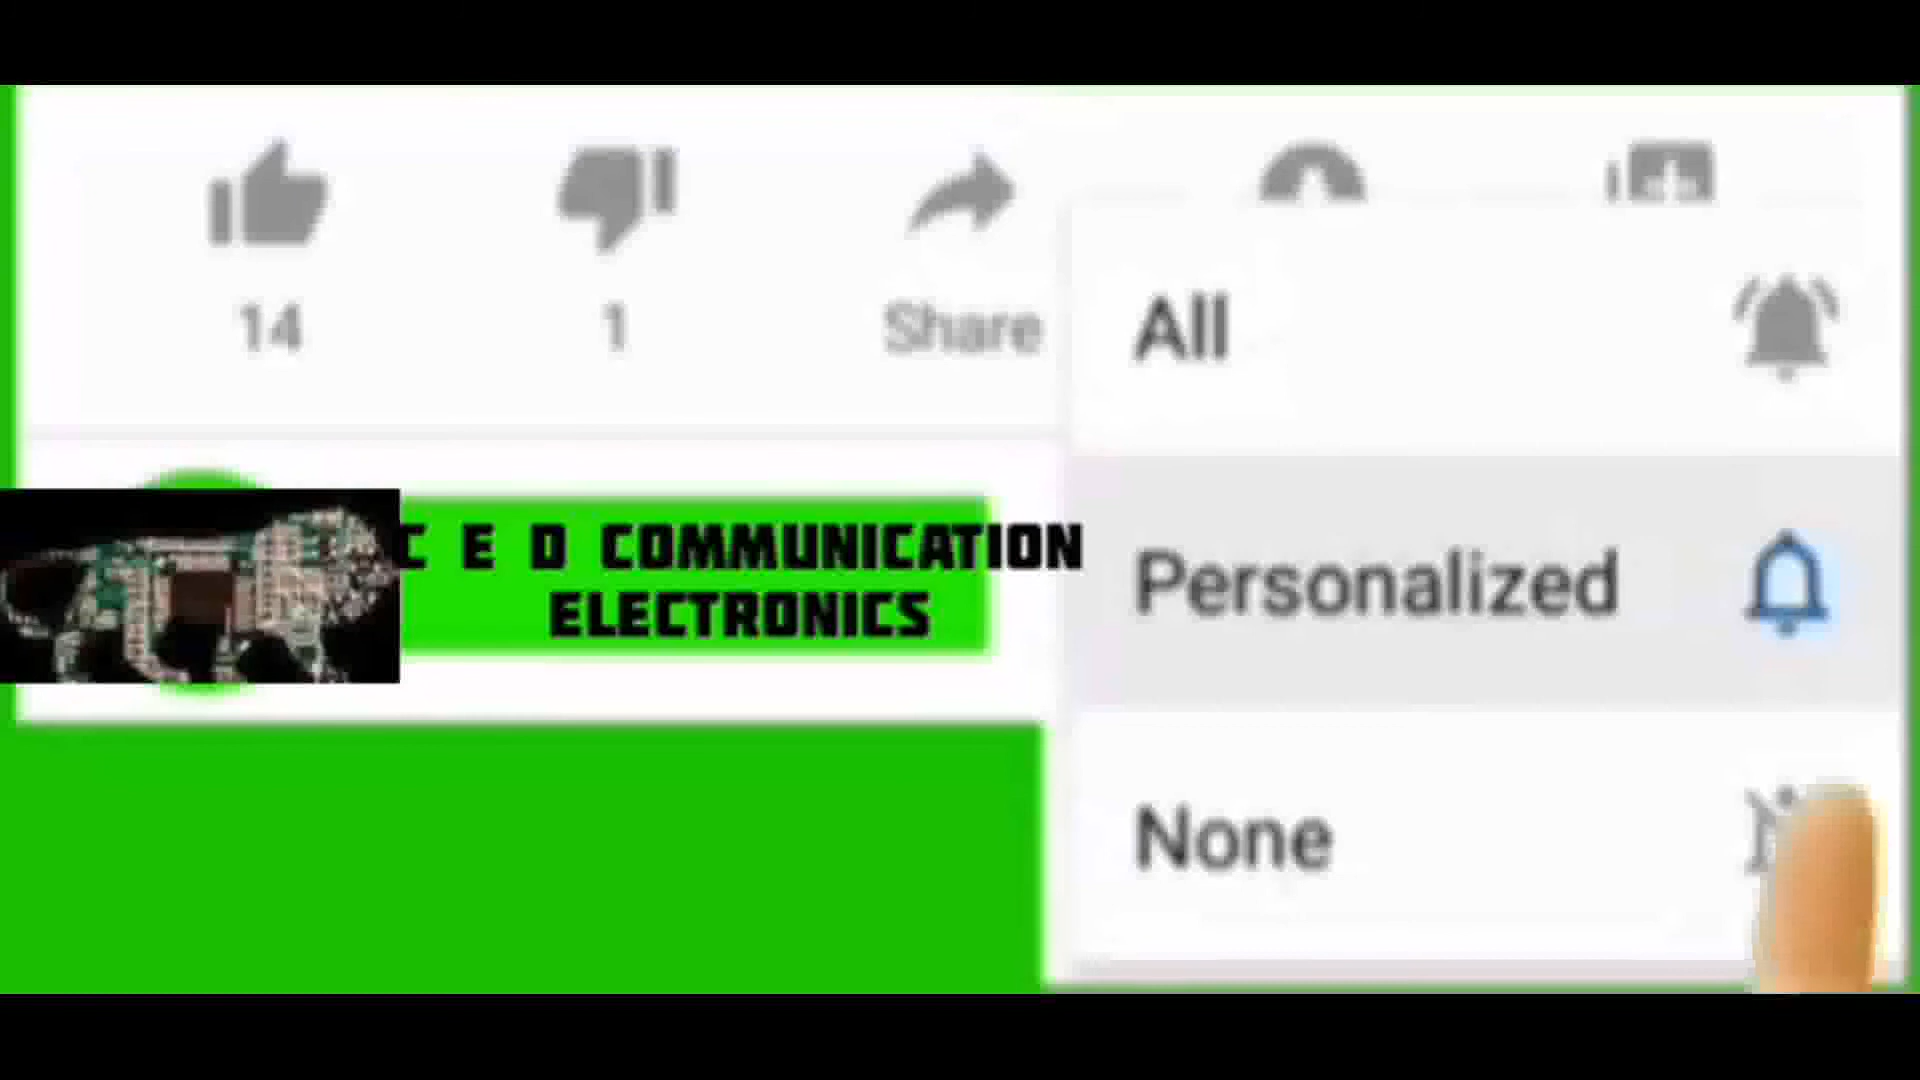 14
1
Share
All
C E D COMMUNICATION
ELECTRONICS
Personalized
None